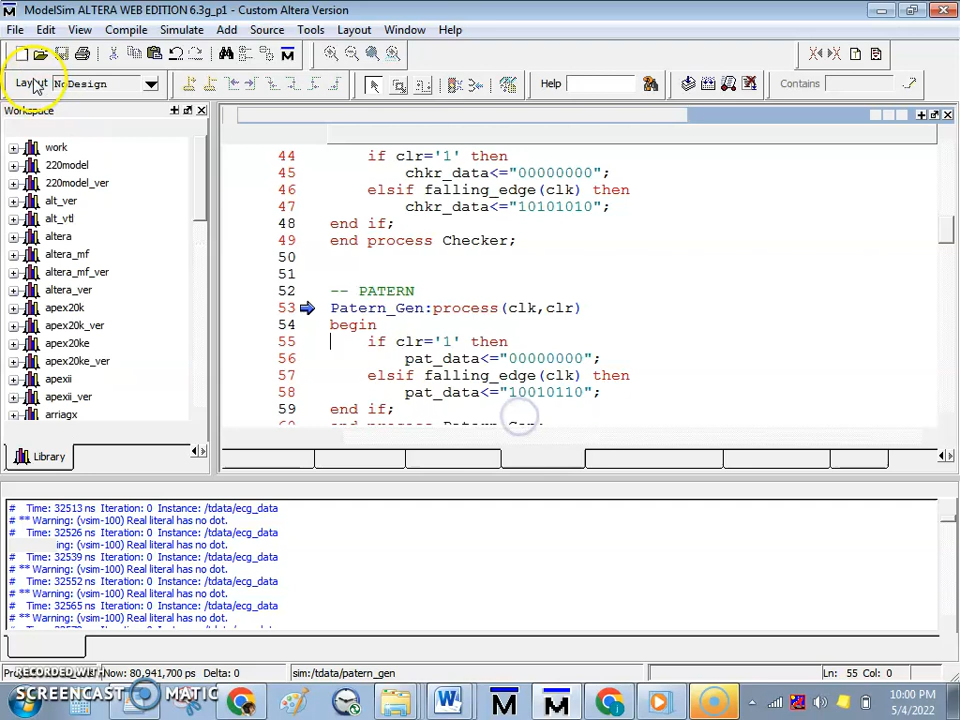 ModelSim ALTERA WEB EDITION 6.3g_p1 - Custom Altera Version
File Edit View Compile Simulate Add Source Tools Layout Window Help
Layout NoDesign Help Contains
Workspace
work
220model
220model_ver
alt_ver
alt_vtl
altera
altera_mf
altera_mf_ver
altera_ver
apex20k
apex20k_ver
apex20ke
apex20ke_ver
apexii
apexii_ver
arriagx
Library
44 if clr='1' then
45 chkr_data<="00000000";
46 elsif falling_edge(clk) then
47 chkr_data<="10101010";
48 end if;
49 end process Checker;
50
51
52 -- PATERN
53 Patern_Gen:process(clk,clr)
54 begin
55 if clr='1' then
56 pat_data<="00000000";
57 elsif falling_edge(clk) then
58 pat_data<="10010110";
59 end if;
# Time: 32513 ns Iteration: 0 Instance: /tdata/ecg_data
# ** Warning: (vsim-100) Real literal has no dot.
# Time: 32526 ns Iteration: 0 Instance: /tdata/ecg_data
ing: (vsim-100) Real literal has no dot.
# Time: 32539 ns Iteration: 0 Instance: /tdata/ecg_data
# ** Warning: (vsim-100) Real literal has no dot.
# Time: 32552 ns Iteration: 0 Instance: /tdata/ecg_data
# ** Warning: (vsim-100) Real literal has no dot.
# Time: 32565 ns Iteration: 0 Instance: /tdata/ecg_data
# ** Warning: (vsim-100) Real literal has no dot.
Now: 80,941,700 ps Delta: 0 sim:/tdata/patern_gen Ln: 55 Col: 0
RECORDED WITH
SCREENCAST MATIC
10:00 PM
5/4/2022